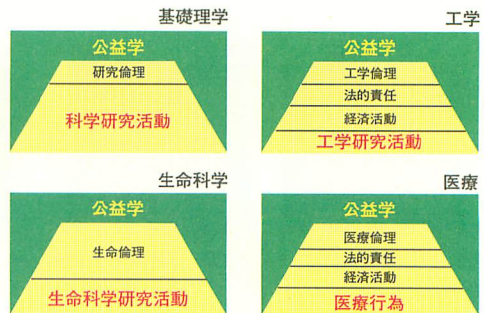 基礎理学
公益学
研究倫理
科学研究活動
工学
公益学
工学倫理
法的責任
経済活動
工学研究活動
生命科学
公益学
生命倫理
生命科学研究活動
医療
公益学
医療倫理
法的責任
経済活動
医療行為